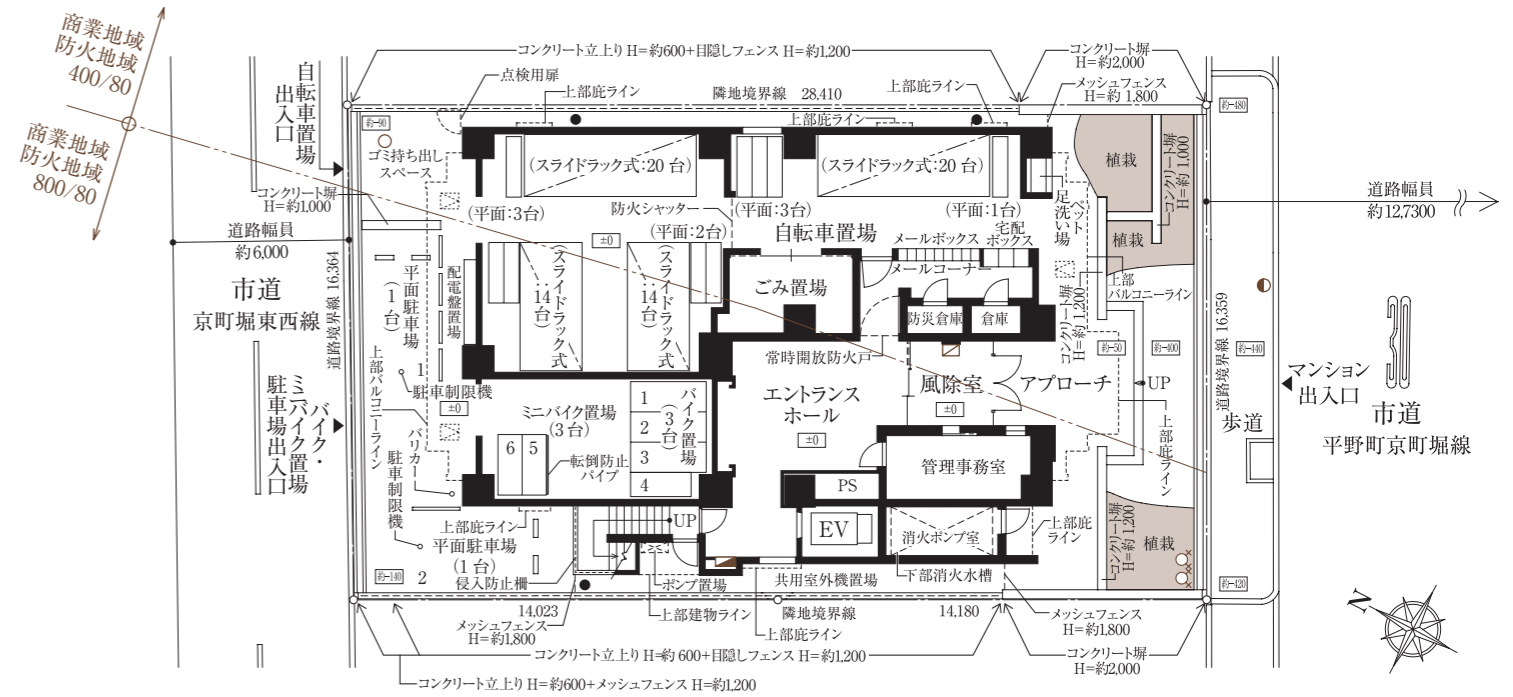 商業地域
防火地域
400/80
商業地域
防火地域
800/80
コンクリート立上り H=約600+目隠しフェンス H=約1,200
コンクリート塀
H=約2,000
点検用扉
上部庇ライン
隣地境界線 28,410
上部庇ライン
メッシュフェンス
H=約 1,800
自転車置場
出入口
約-90
上部庇ライン
約-480
ゴミ持ち出し
スペース
(スライドラック式:20 台)
(スライドラック式:20 台)
植栽
コンクリート塀
H=約 1,000
コンクリート塀
H=約1,000
道路幅員
約12,7300
(平面:3台)
防火シャッター
(平面:3台)
(平面:1台)
ペット
足洗い場
道路幅員
約6,000
±0
(平面:2台)
自転車置場
メールボックス
宅配
ボックス
植栽
メールコーナー
市道
京町堀東西線
道路境界線 16,364
平面駐車場
(1台)
配電盤置場
(スライドラック式
:14台)
(スライドラック式
:14台)
ごみ置場
上部
バルコニーライン
防災倉庫
倉庫
コンクリート塀
H=約 1,200
道路境界線 16,359
約-50
約-400
約-440
常時開放防火戸
上部バルコニーライン
1
駐車制限機
±0
エントランス
ホール
±0
風除室
±0
アプローチ
UP
マンション
出入口
市道
平野町京町堀線
歩道
バイク・
ミニバイク置場
駐車場出入口
ミニバイク置場
(3台)
1
2
3
4
バイク置場
(3台)
6 5
転倒防止
パイプ
バリカー
駐車制限機
管理事務室
上部庇ライン
PS
EV
上部庇ライン
平面駐車場
(1台)
UP
消火ポンプ室
上部庇
ライン
コンクリート塀
H=約 1,200
植栽
約-140
2
侵入防止柵
ポンプ置場
共用室外機置場
下部消火水槽
約-420
14,023
メッシュフェンス
H=約1,800
上部建物ライン
隣地境界線
14,180
メッシュフェンス
H=約1,800
上部庇ライン
コンクリート立上り H=約 600+目隠しフェンス H=約1,200
コンクリート塀
H=約2,000
コンクリート立上り H=約600+メッシュフェンス H=約1,200
N